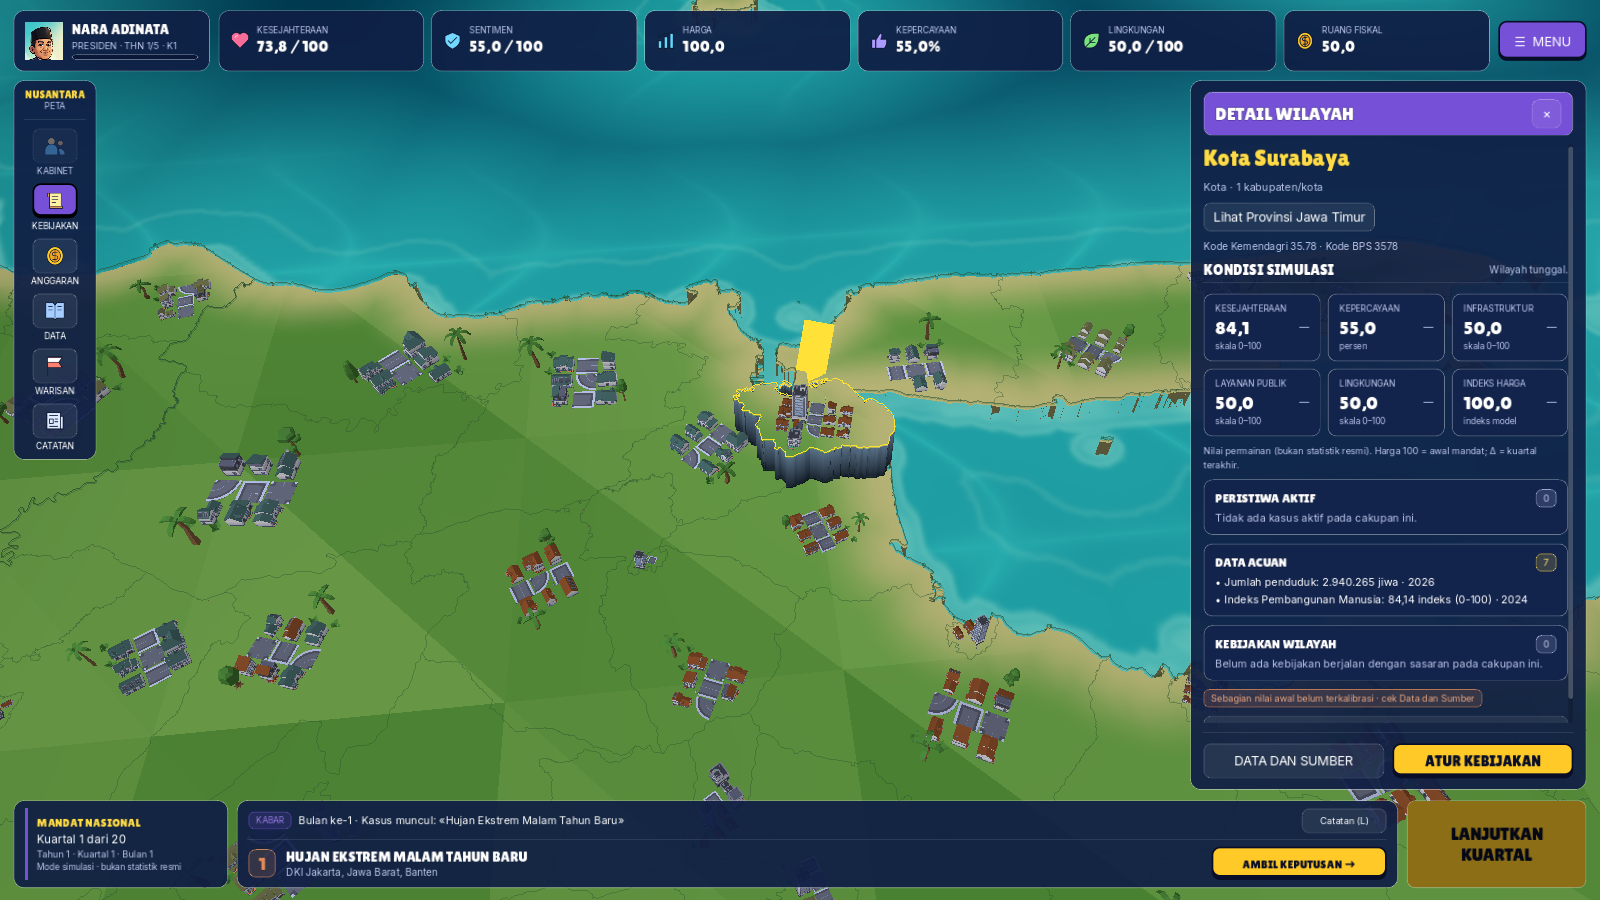 NARA ADINATA
PRESIDEN · THN 1/5 · K1
KESEJAHTERAAN
73,8 / 100
SENTIMEN
55,0 / 100
HARGA
100,0
KEPERCAYAAN
55,0%
LINGKUNGAN
50,0 / 100
RUANG FISKAL
50,0
☰ MENU
NUSANTARA
PETA
KABINET
KEBIJAKAN
ANGGARAN
DATA
WARISAN
CATATAN
DETAIL WILAYAH
×
Kota Surabaya
Kota · 1 kabupaten/kota
Lihat Provinsi Jawa Timur
Kode Kemendagri 35.78 · Kode BPS 3578
KONDISI SIMULASI
Wilayah tunggal.
KESEJAHTERAAN
84,1 —
skala 0–100
KEPERCAYAAN
55,0 —
persen
INFRASTRUKTUR
50,0 —
skala 0–100
LAYANAN PUBLIK
50,0 —
skala 0–100
LINGKUNGAN
50,0 —
skala 0–100
INDEKS HARGA
100,0 —
indeks model
Nilai permainan (bukan statistik resmi). Harga 100 = awal mandat; Δ = kuartal
terakhir.
PERISTIWA AKTIF 0
Tidak ada kasus aktif pada cakupan ini.
DATA ACUAN 7
• Jumlah penduduk: 2.940.265 jiwa · 2026
• Indeks Pembangunan Manusia: 84,14 indeks (0-100) · 2024
KEBIJAKAN WILAYAH 0
Belum ada kebijakan berjalan dengan sasaran pada cakupan ini.
Sebagian nilai awal belum terkalibrasi · cek Data dan Sumber
DATA DAN SUMBER
ATUR KEBIJAKAN
MANDAT NASIONAL
Kuartal 1 dari 20
Tahun 1 · Kuartal 1 · Bulan 1
Mode simulasi · bukan statistik resmi
KABAR
Bulan ke-1 · Kasus muncul: «Hujan Ekstrem Malam Tahun Baru»
Catatan (L)
1
HUJAN EKSTREM MALAM TAHUN BARU
DKI Jakarta, Jawa Barat, Banten
AMBIL KEPUTUSAN →
LANJUTKAN
KUARTAL